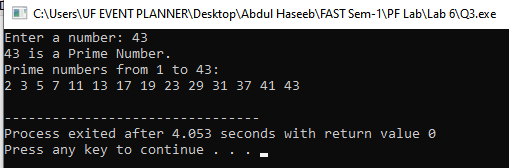 C:\Users\UF EVENT PLANNER\Desktop\Abdul Haseeb\FAST Sem-1\PF Lab\Lab 6\Q3.exe
Enter a number: 43
43 is a Prime Number.
Prime numbers from 1 to 43:
2 3 5 7 11 13 17 19 23 29 31 37 41 43
--------------------------------
Process exited after 4.053 seconds with return value 0
Press any key to continue . . .